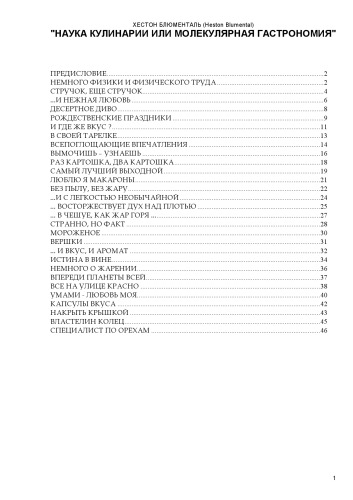 ХЕСТОН БЛЮМЕНТАЛЬ (Heston Blumental)
"НАУКА КУЛИНАРИИ ИЛИ МОЛЕКУЛЯРНАЯ ГАСТРОНОМИЯ"
ПРЕДИСЛОВИЕ...2
НЕМНОГО ФИЗИКИ И ФИЗИЧЕСКОГО ТРУДА...2
СТРУЧОК, ЕЩЕ СТРУЧОК...4
...И НЕЖНАЯ ЛЮБОВЬ...6
ДЕСЕРТНОЕ ДИВО...8
РОЖДЕСТВЕНСКИЕ ПРАЗДНИКИ...9
И ГДЕ ЖЕ ВКУС ?...11
В СВОЕЙ ТАРЕЛКЕ...13
ВСЕПОГЛОЩАЮЩИЕ ВПЕЧАТЛЕНИЯ...14
ВЫМОЧИШЬ – УЗНАЕШЬ...16
РАЗ КАРТОШКА, ДВА КАРТОШКА...18
САМЫЙ ЛУЧШИЙ ВЫХОДНОЙ...19
ЛЮБЛЮ Я МАКАРОНЫ...21
БЕЗ ПЫЛУ, БЕЗ ЖАРУ...22
...И С ЛЕГКОСТЬЮ НЕОБЫЧАЙНОЙ...24
... ВОСТОРЖЕСТВУЕТ ДУХ НАД ПЛОТЬЮ...25
... В ЧЕШУЕ, КАК ЖАР ГОРЯ ...27
СТРАННО, НО ФАКТ...28
МОРОЖЕНОЕ...30
ВЕРШКИ...31
... И ВКУС, И АРОМАТ...32
ИСТИНА В ВИНЕ...34
НЕМНОГО О ЖАРЕНИИ...36
ВПЕРЕДИ ПЛАНЕТЫ ВСЕЙ...37
ВСЕ НА УЛИЦЕ КРАСНО...38
УМАМИ - ЛЮБОВЬ МОЯ...40
КАПСУЛЫ ВКУСА...42
НАКРЫТЬ КРЫШКОЙ...43
ВЛАСТЕЛИН КОЛЕЦ...45
СПЕЦИАЛИСТ ПО ОРЕХАМ...46
1